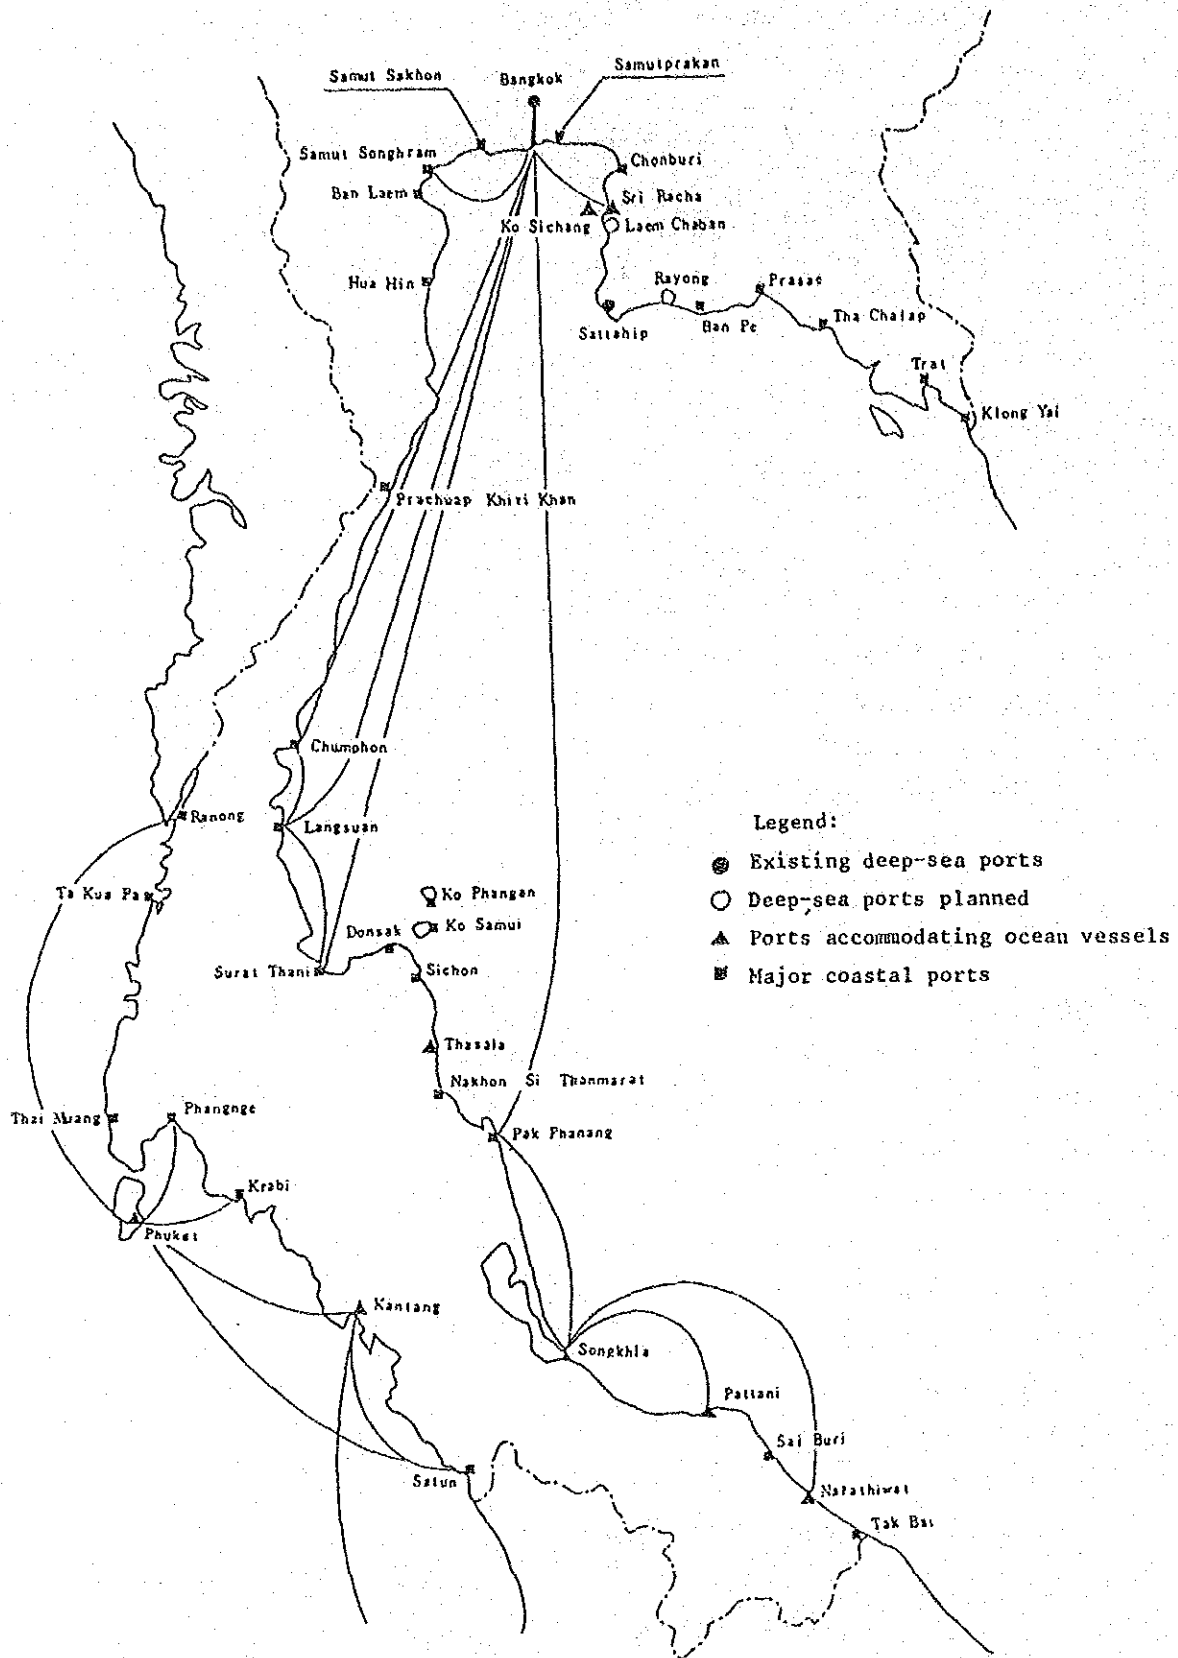 Samut Sakhon
Samutprakan
Bangkok
Samut Songhram
Chonburi
Ban Laem
Sri Racha
Ko Sichang
Laem Chaban
Hua Hin
Rayong
Prasae
Sattahip
Ban Pe
Tha Chalap
Trat
Klong Yai
Prachuap Khiri Khan
Chumphon
Ranong
Langsuan
Legend:
Existing deep-sea ports
Deep-sea ports planned
Ports accommodating ocean vessels
Major coastal ports
Ta Kua Pa
Ko Phangan
Donsak
Ko Samui
Surat Thani
Sichon
Thasala
Nakhon Si Thanmarat
Thai Muang
Phangnge
Pak Phanang
Krabi
Phuket
Kantang
Songkhla
Pattani
Sai Buri
Satun
Narathiwat
Tak Bai